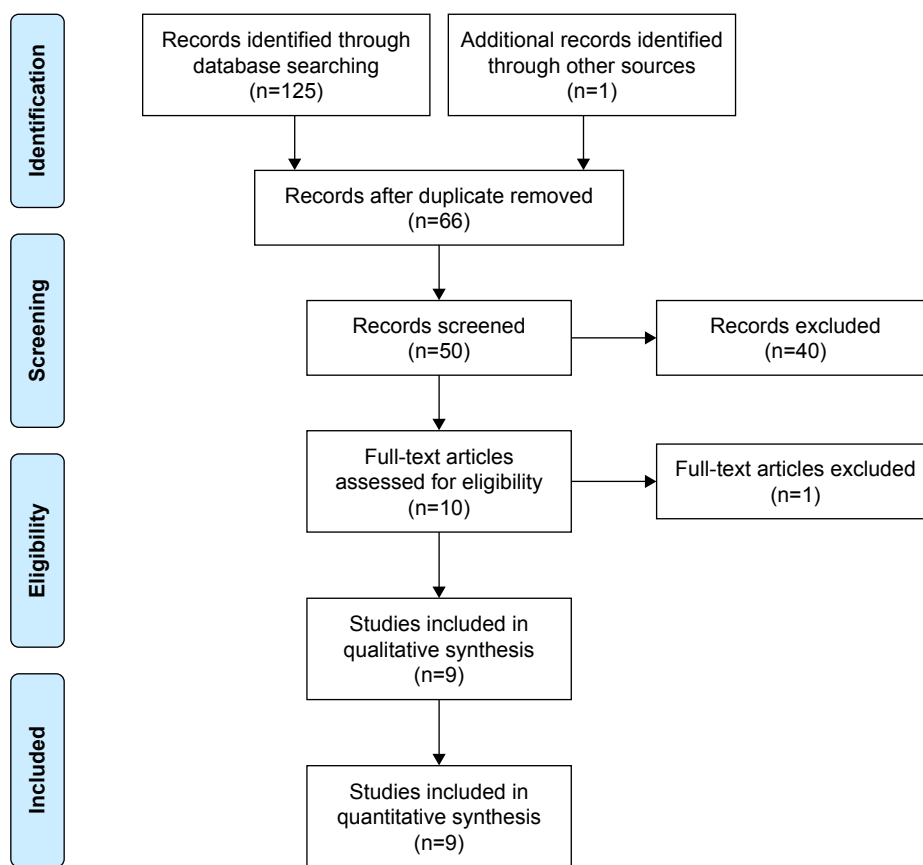 Identification
Records identified through
database searching
(n=125)
Additional records identified
through other sources
(n=1)
Records after duplicate removed
(n=66)
Screening
Records screened
(n=50)
Records excluded
(n=40)
Eligibility
Full-text articles
assessed for eligibility
(n=10)
Full-text articles excluded
(n=1)
Studies included in
qualitative synthesis
(n=9)
Included
Studies included in
quantitative synthesis
(n=9)